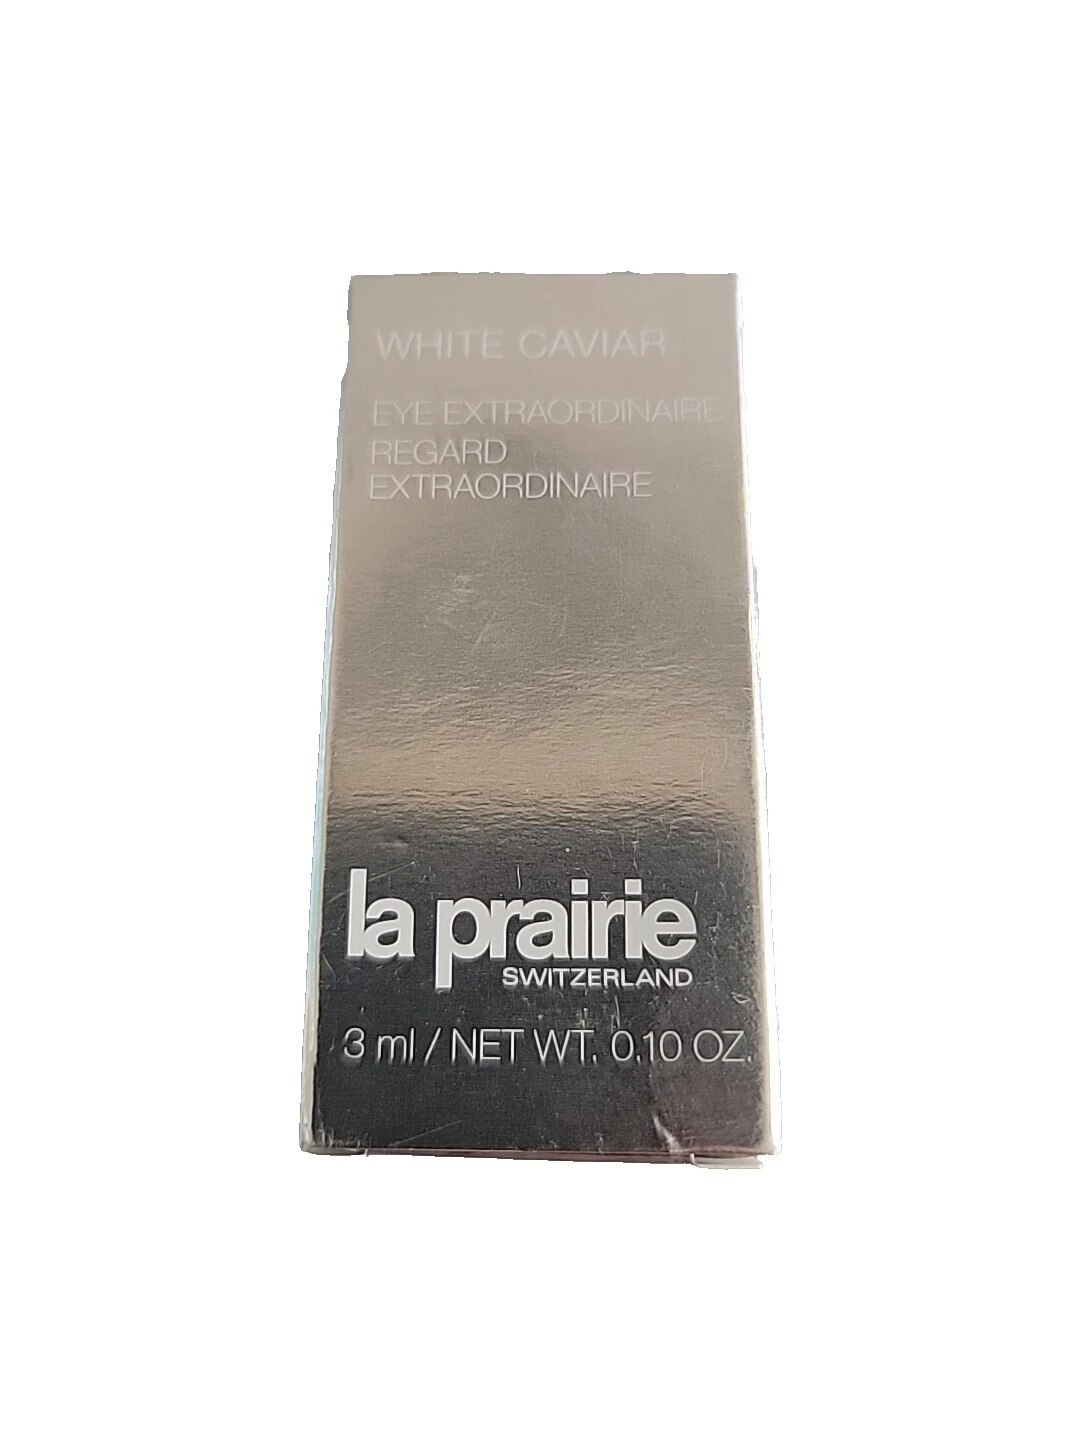 WHITE CAVIAR
EYE EXTRAORDINAIRE
REGARD
EXTRAORDINAIRE
la prairie
SWITZERLAND
3 ml / NET WT. 0.10 OZ.